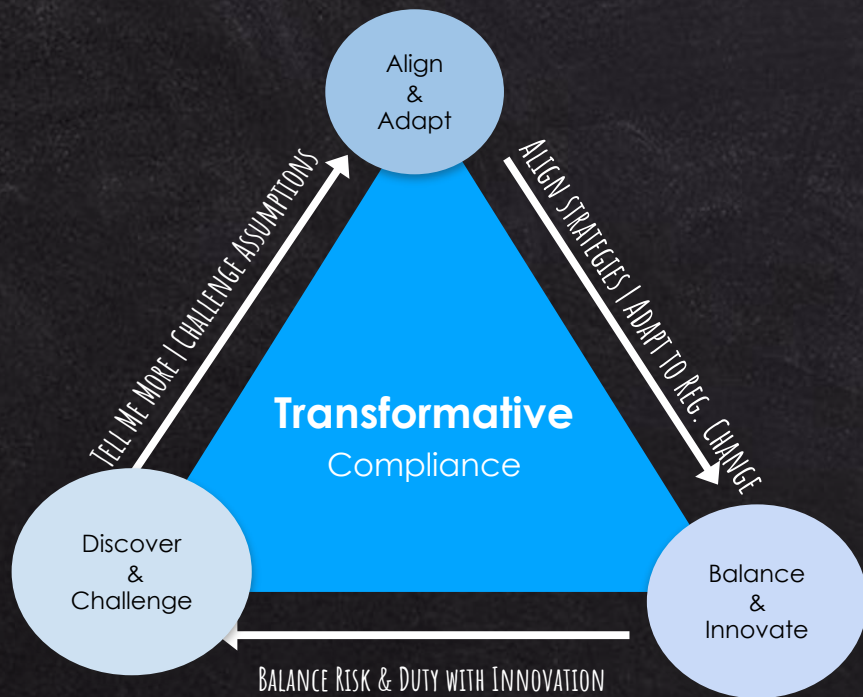 Align
&
Adapt
Tell Me More | Challenge Assumptions
Align strategies | Adapt to Reg. Change
Transformative
Compliance
Discover
&
Challenge
Balance
&
Innovate
Balance Risk & Duty with Innovation